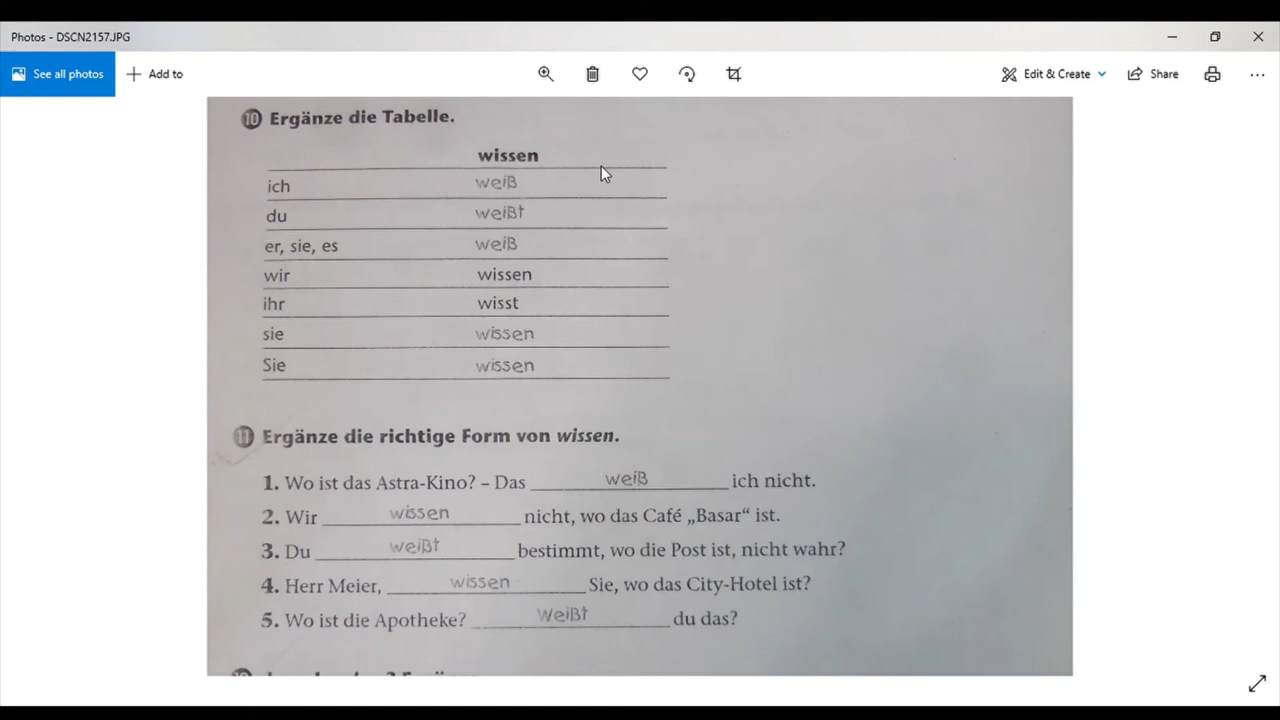 Photos - DSCN2157.JPG
See all photos
Add to
Edit & Create
Share
10 Ergänze die Tabelle.
wissen
ich weiß
du weißt
er, sie, es weiß
wir wissen
ihr wisst
sie wissen
Sie wissen
11 Ergänze die richtige Form von wissen.
1. Wo ist das Astra-Kino? – Das weiß ich nicht.
2. Wir wissen nicht, wo das Café „Basar“ ist.
3. Du weißt bestimmt, wo die Post ist, nicht wahr?
4. Herr Meier, wissen Sie, wo das City-Hotel ist?
5. Wo ist die Apotheke? Weißt du das?